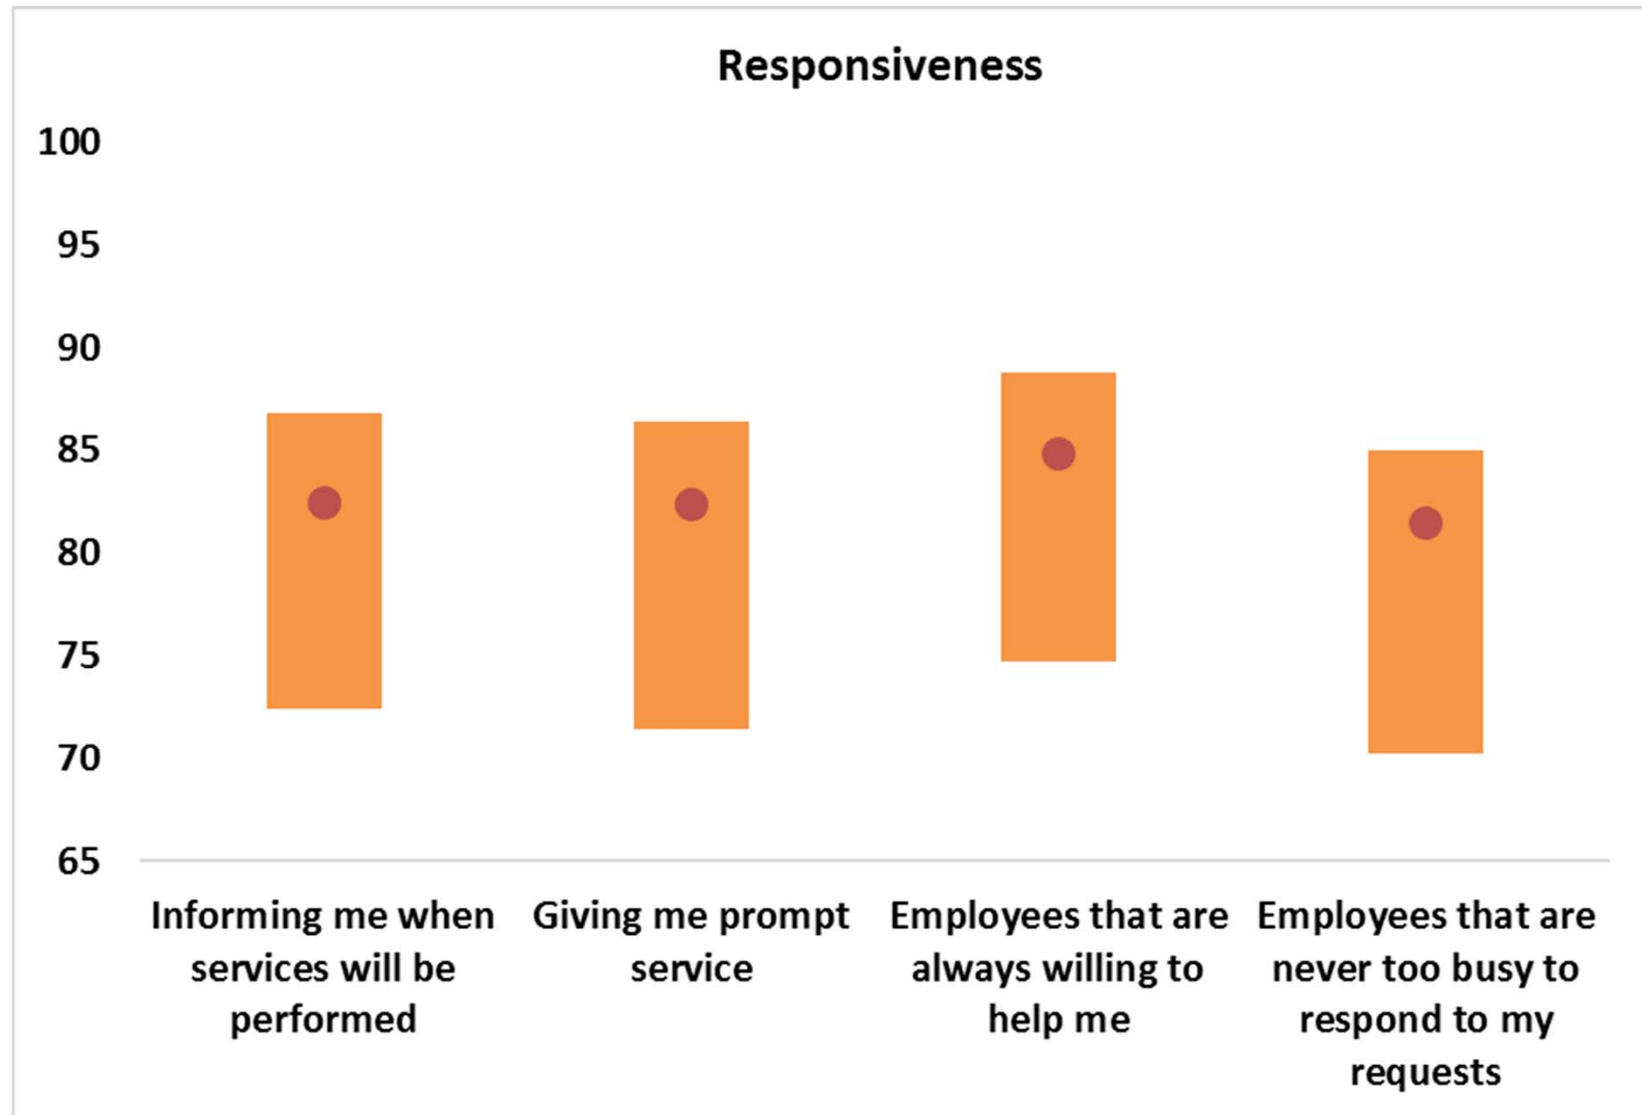 Responsiveness
100
95
90
85
80
75
70
65
Informing me when
services will be
performed
Giving me prompt
service
Employees that are
always willing to
help me
Employees that are
never too busy to
respond to my
requests